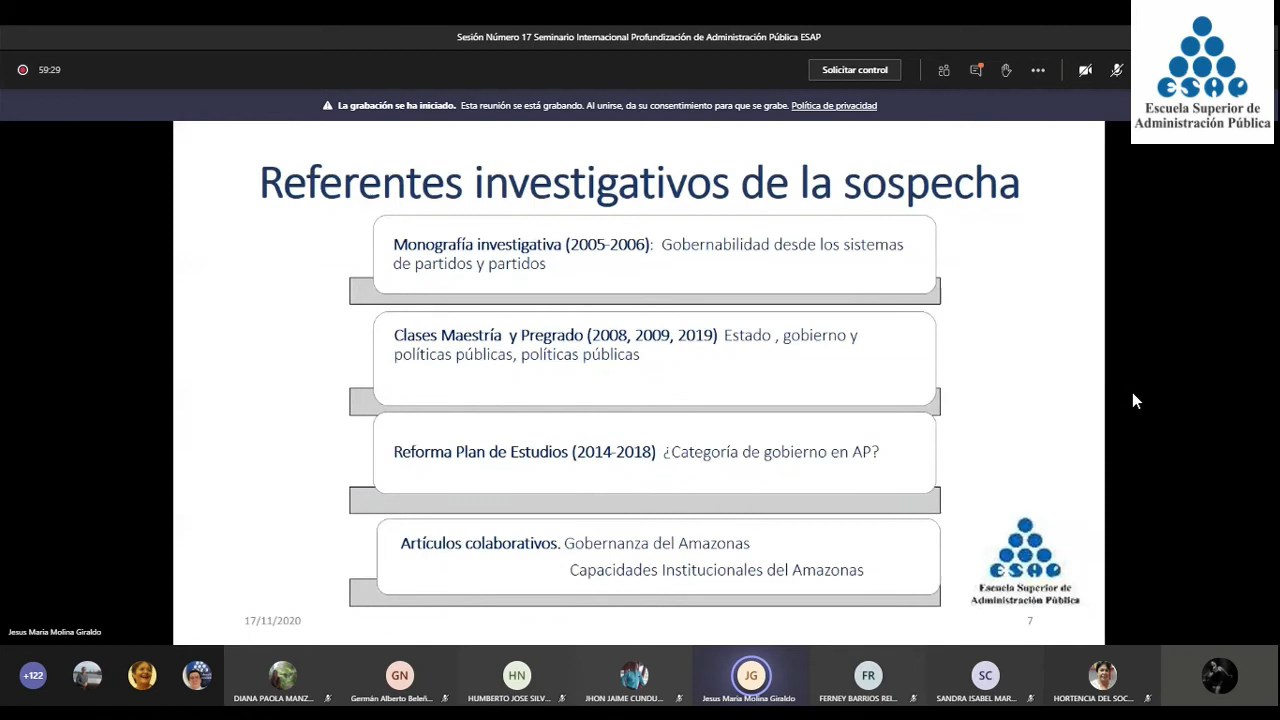 Sesión Número 17 Seminario Internacional Profundización de Administración Pública ESAP
59:29
Solicitar control
La grabación se ha iniciado. Esta reunión se está grabando. Al unirse, da su consentimiento para que se grabe. Política de privacidad
ESAP
Escuela Superior de
Administración Pública
Referentes investigativos de la sospecha
Monografía investigativa (2005-2006): Gobernabilidad desde los sistemas
de partidos y partidos
Clases Maestría y Pregrado (2008, 2009, 2019) Estado , gobierno y
políticas públicas, políticas públicas
Reforma Plan de Estudios (2014-2018) ¿Categoría de gobierno en AP?
Artículos colaborativos. Gobernanza del Amazonas
Capacidades Institucionales del Amazonas
ESAP
Escuela Superior de
Administración Pública
17/11/2020
7
Jesus Maria Molina Giraldo
+122
GN
HN
JG
FR
SC
DIANA PAOLA MANZ...
Germán Alberto Beleñ...
HUMBERTO JOSE SILV...
JHON JAIME CUNDU...
Jesus Maria Molina Giraldo
FERNEY BARRIOS REI...
SANDRA ISABEL MAR...
HORTENCIA DEL SOC...